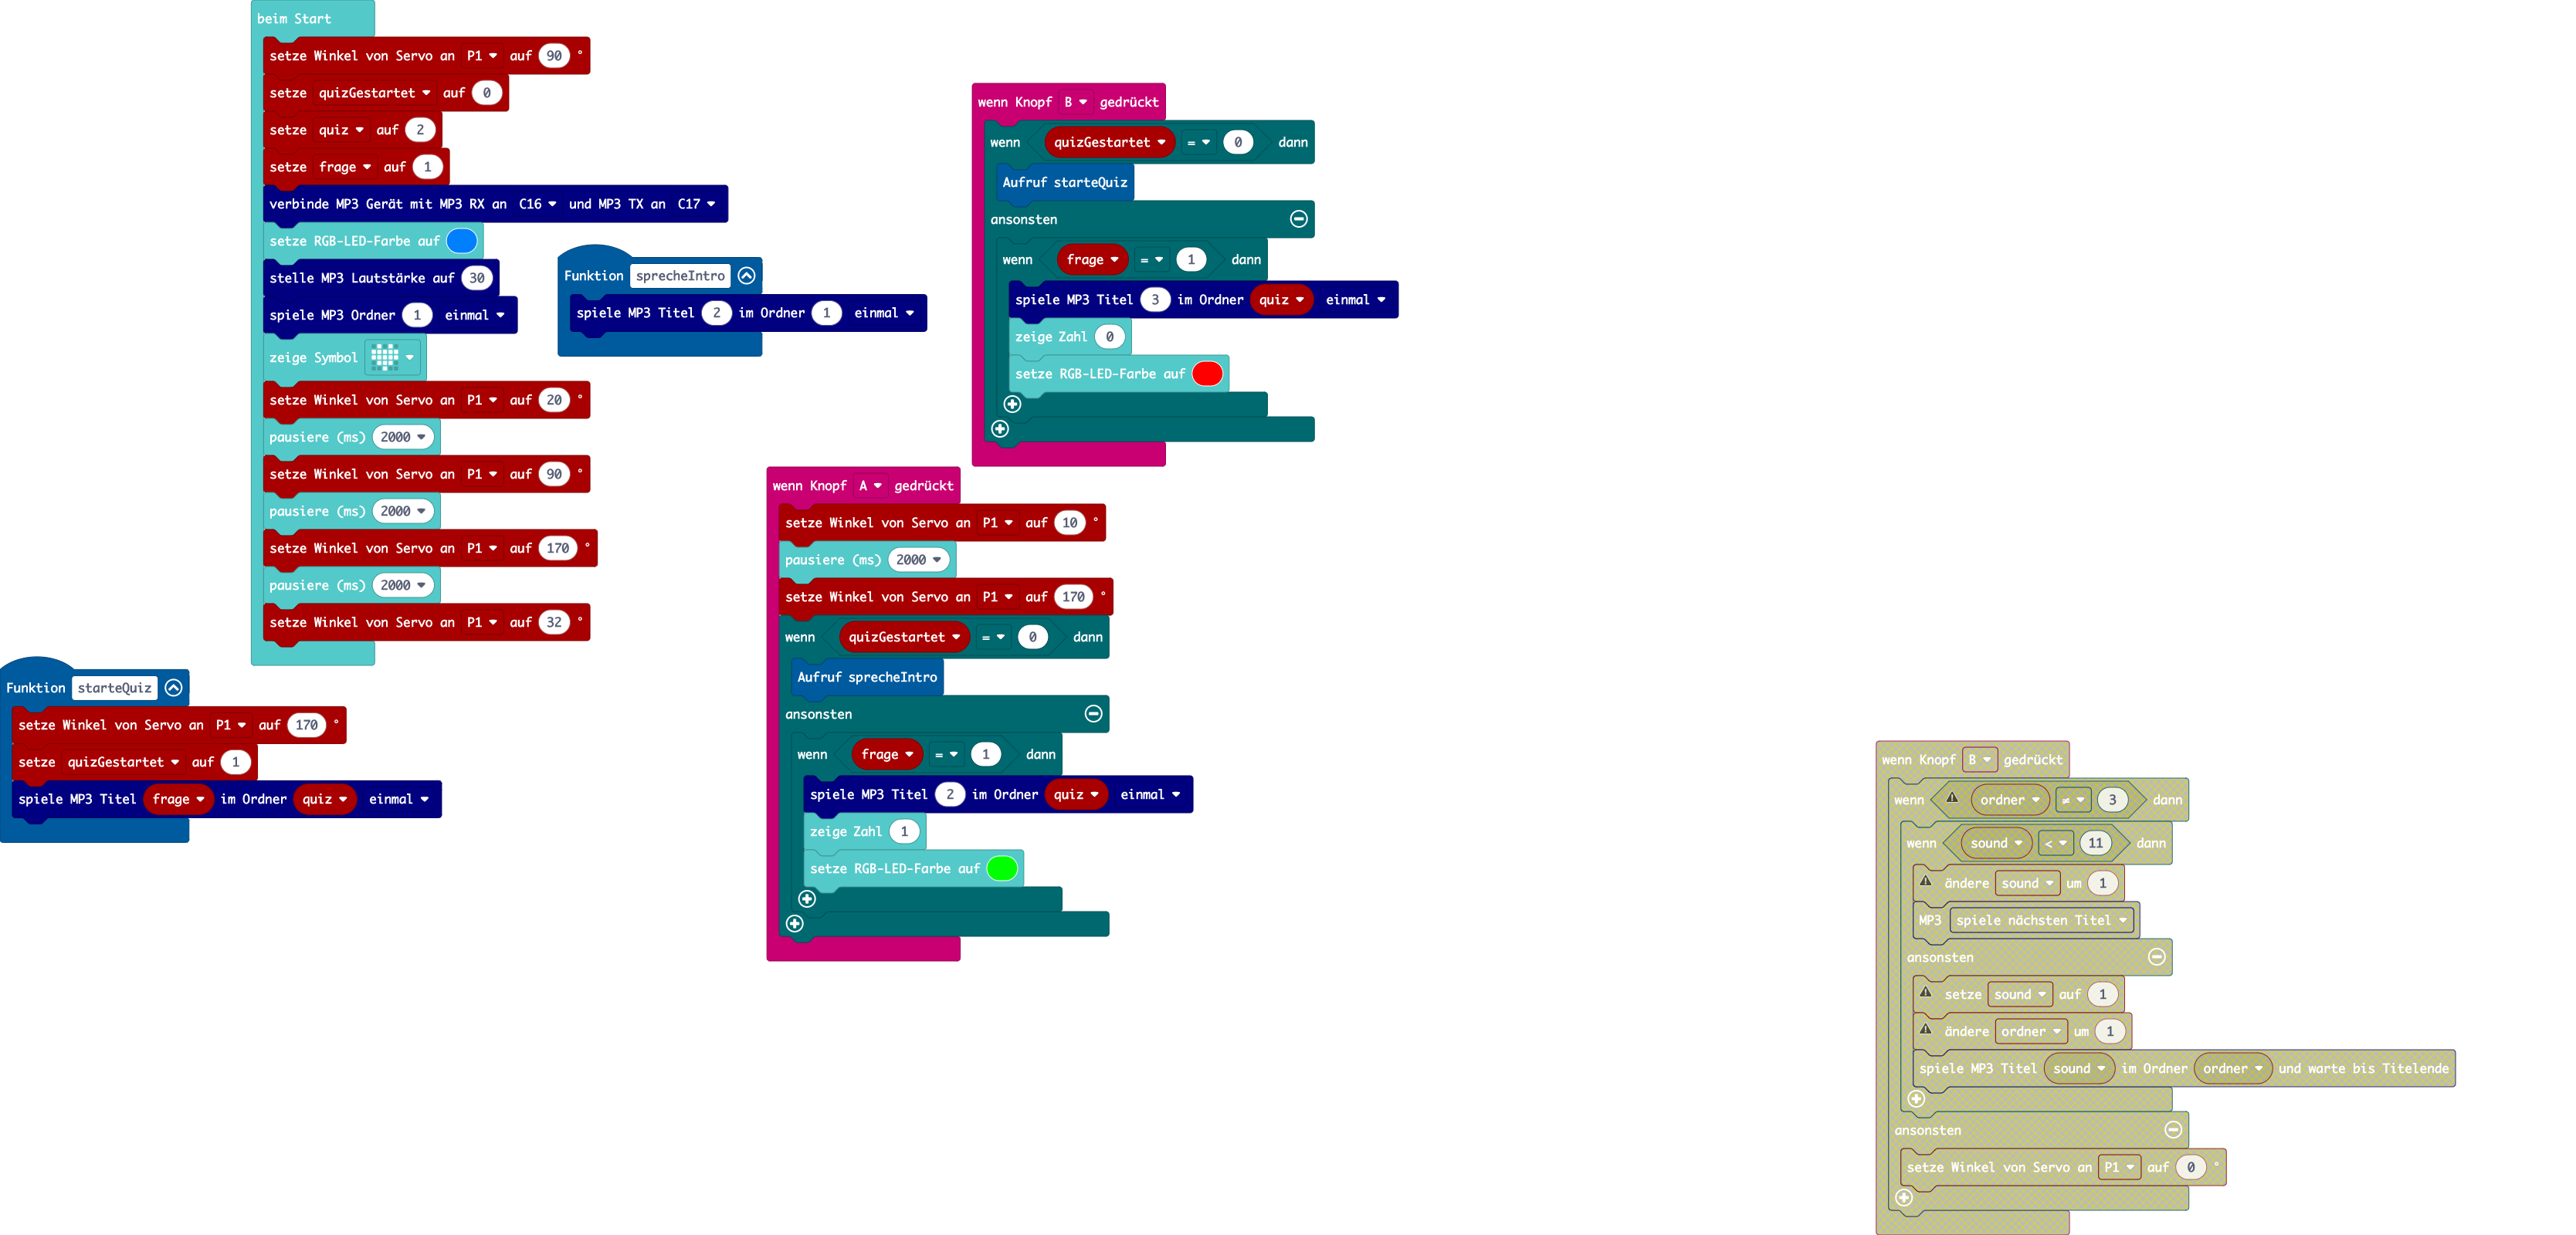 beim Start
setze Winkel von Servo an P1 auf 90 °
setze quizGestartet auf 0
setze quiz auf 2
setze frage auf 1
verbinde MP3 Gerät mit MP3 RX an C16 und MP3 TX an C17
setze RGB-LED-Farbe auf
stelle MP3 Lautstärke auf 30
spiele MP3 Ordner 1 einmal
zeige Symbol
setze Winkel von Servo an P1 auf 20 °
pausiere (ms) 2000
setze Winkel von Servo an P1 auf 90 °
pausiere (ms) 2000
setze Winkel von Servo an P1 auf 170 °
pausiere (ms) 2000
setze Winkel von Servo an P1 auf 32 °
Funktion sprecheIntro
spiele MP3 Titel 2 im Ordner 1 einmal
wenn Knopf B gedrückt
wenn quizGestartet = 0 dann
Aufruf starteQuiz
ansonsten
wenn frage = 1 dann
spiele MP3 Titel 3 im Ordner quiz einmal
zeige Zahl 0
setze RGB-LED-Farbe auf
wenn Knopf A gedrückt
setze Winkel von Servo an P1 auf 10 °
pausiere (ms) 2000
setze Winkel von Servo an P1 auf 170 °
wenn quizGestartet = 0 dann
Aufruf sprecheIntro
ansonsten
wenn frage = 1 dann
spiele MP3 Titel 2 im Ordner quiz einmal
zeige Zahl 1
setze RGB-LED-Farbe auf
Funktion starteQuiz
setze Winkel von Servo an P1 auf 170 °
setze quizGestartet auf 1
spiele MP3 Titel frage im Ordner quiz einmal
wenn Knopf B gedrückt
wenn ordner ≠ 3 dann
wenn sound < 11 dann
ändere sound um 1
MP3 spiele nächsten Titel
ansonsten
setze sound auf 1
ändere ordner um 1
spiele MP3 Titel sound im Ordner ordner und warte bis Titelende
ansonsten
setze Winkel von Servo an P1 auf 0 °